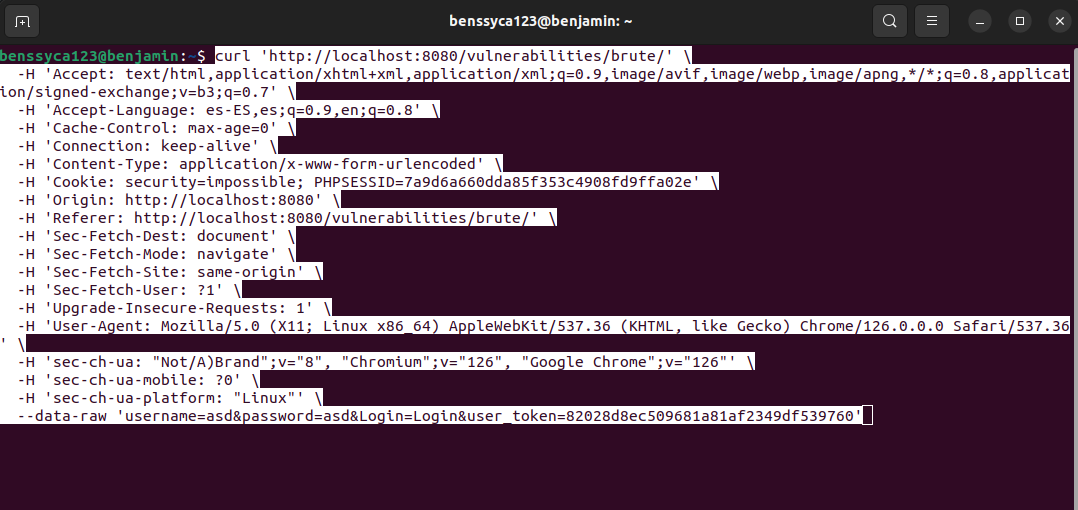 benssyca123@benjamin: ~
benssyca123@benjamin:~$ curl 'http://localhost:8080/vulnerabilities/brute/' \
-H 'Accept: text/html,application/xhtml+xml,application/xml;q=0.9,image/avif,image/webp,image/apng,*/*;q=0.8,applicat
ion/signed-exchange;v=b3;q=0.7' \
-H 'Accept-Language: es-ES,es;q=0.9,en;q=0.8' \
-H 'Cache-Control: max-age=0' \
-H 'Connection: keep-alive' \
-H 'Content-Type: application/x-www-form-urlencoded' \
-H 'Cookie: security=impossible; PHPSESSID=7a9d6a660dda85f353c4908fd9ffa02e' \
-H 'Origin: http://localhost:8080' \
-H 'Referer: http://localhost:8080/vulnerabilities/brute/' \
-H 'Sec-Fetch-Dest: document' \
-H 'Sec-Fetch-Mode: navigate' \
-H 'Sec-Fetch-Site: same-origin' \
-H 'Sec-Fetch-User: ?1' \
-H 'Upgrade-Insecure-Requests: 1' \
-H 'User-Agent: Mozilla/5.0 (X11; Linux x86_64) AppleWebKit/537.36 (KHTML, like Gecko) Chrome/126.0.0.0 Safari/537.36
' \
-H 'sec-ch-ua: "Not/A)Brand";v="8", "Chromium";v="126", "Google Chrome";v="126"' \
-H 'sec-ch-ua-mobile: ?0' \
-H 'sec-ch-ua-platform: "Linux"' \
--data-raw 'username=asd&password=asd&Login=Login&user_token=82028d8ec509681a81af2349df539760'